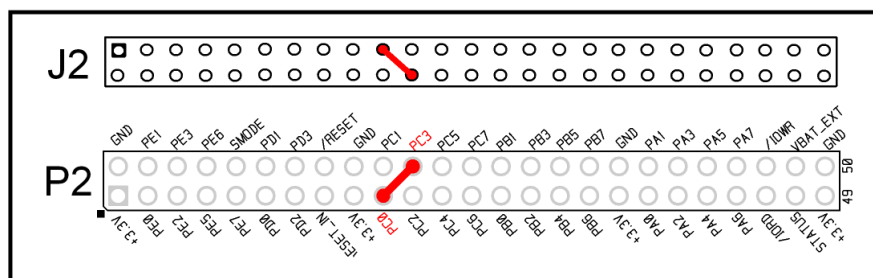 J2
GND PE1 PE3 PE6 SMODE PD1 PD3 /RESET GND PC1 PC3 PC5 PC7 PB1 PB3 PB5 PB7 GND PA1 PA3 PA5 PA7 /IOWR VBAT_EXT GND
P2
50
49
+3.3V PE0 PE2 PE5 PE7 PD0 PD2 RESET_IN +3.3V PC0 PC2 PC4 PC6 PB0 PB2 PB4 PB6 +3.3V PA0 PA2 PA4 PA6 /IORD STATUS +3.3V